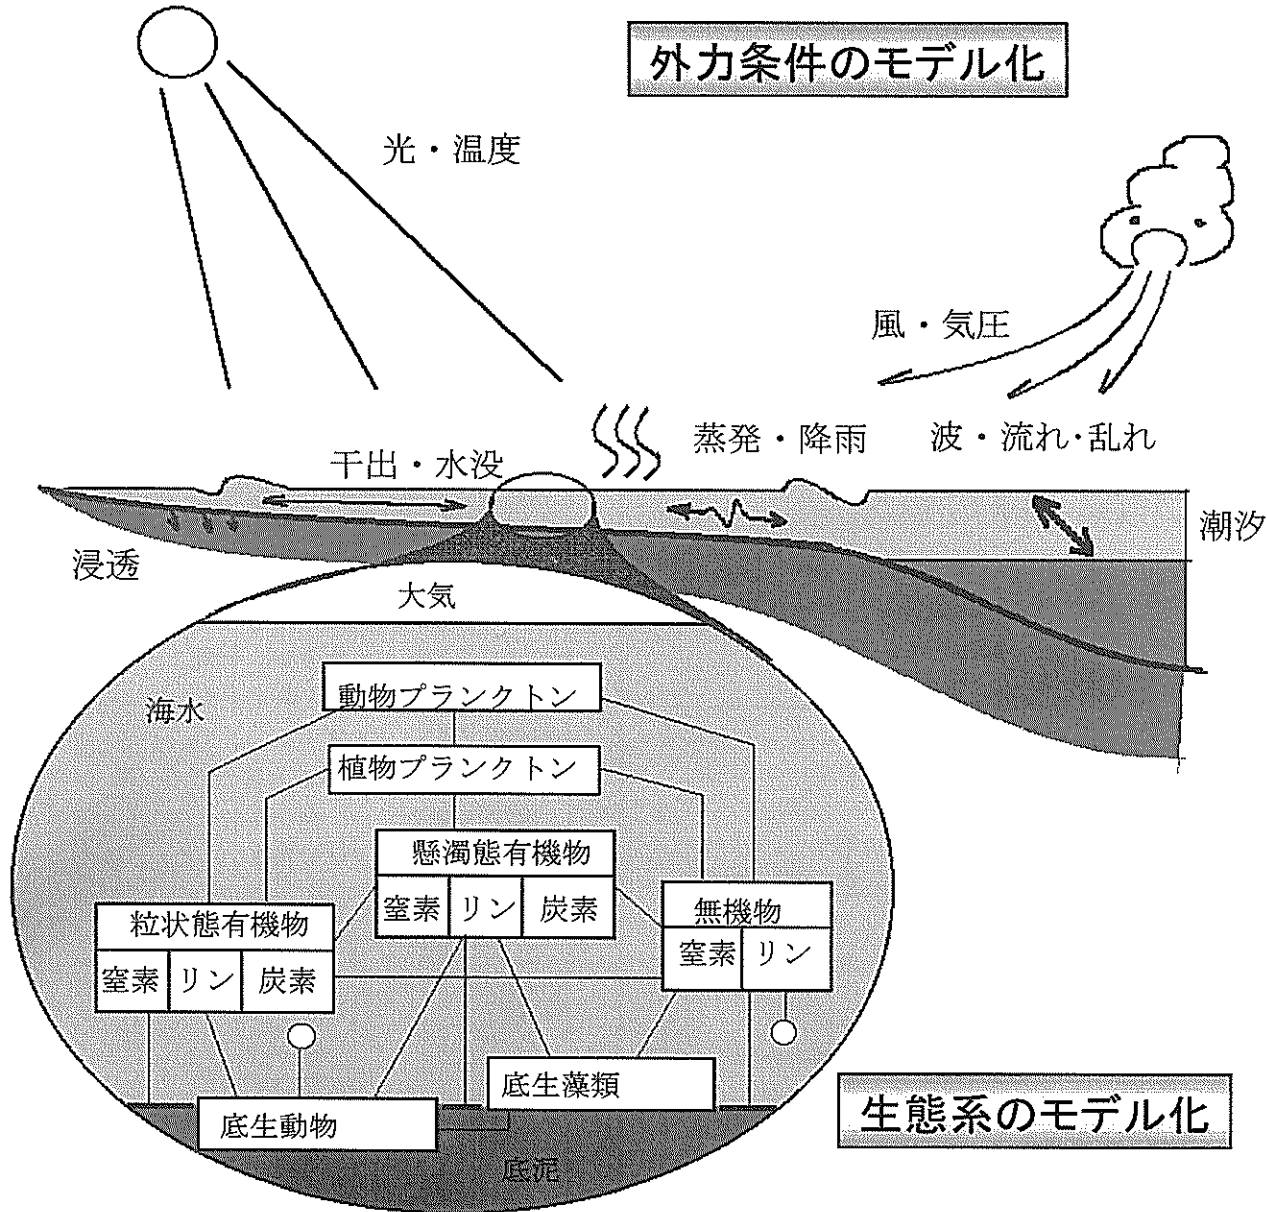 外力条件のモデル化
光・温度
風・気圧
蒸発・降雨
波・流れ・乱れ
干出・水没
潮汐
浸透
大気
海水
動物プランクトン
植物プランクトン
懸濁態有機物
窒素 リン 炭素
無機物
窒素 リン
粒状態有機物
窒素 リン 炭素
底生藻類
底生動物
生態系のモデル化
底泥